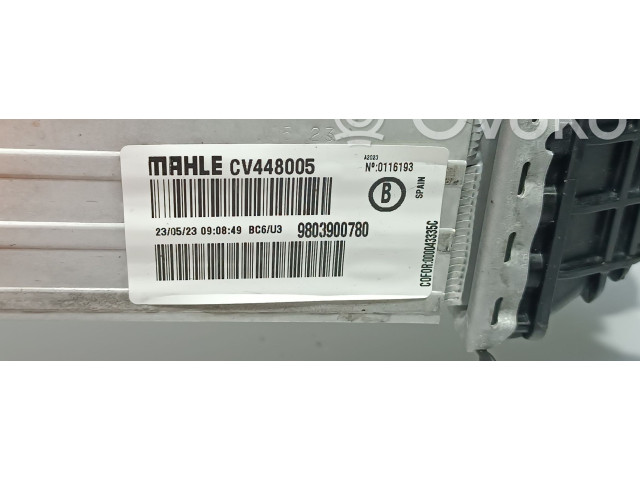 MAHLE CV448005
A2023
Nº:0116193
B
SPAIN
23/05/23 09:08:49 BC6/U3 9803900780
COFOR:000043335C